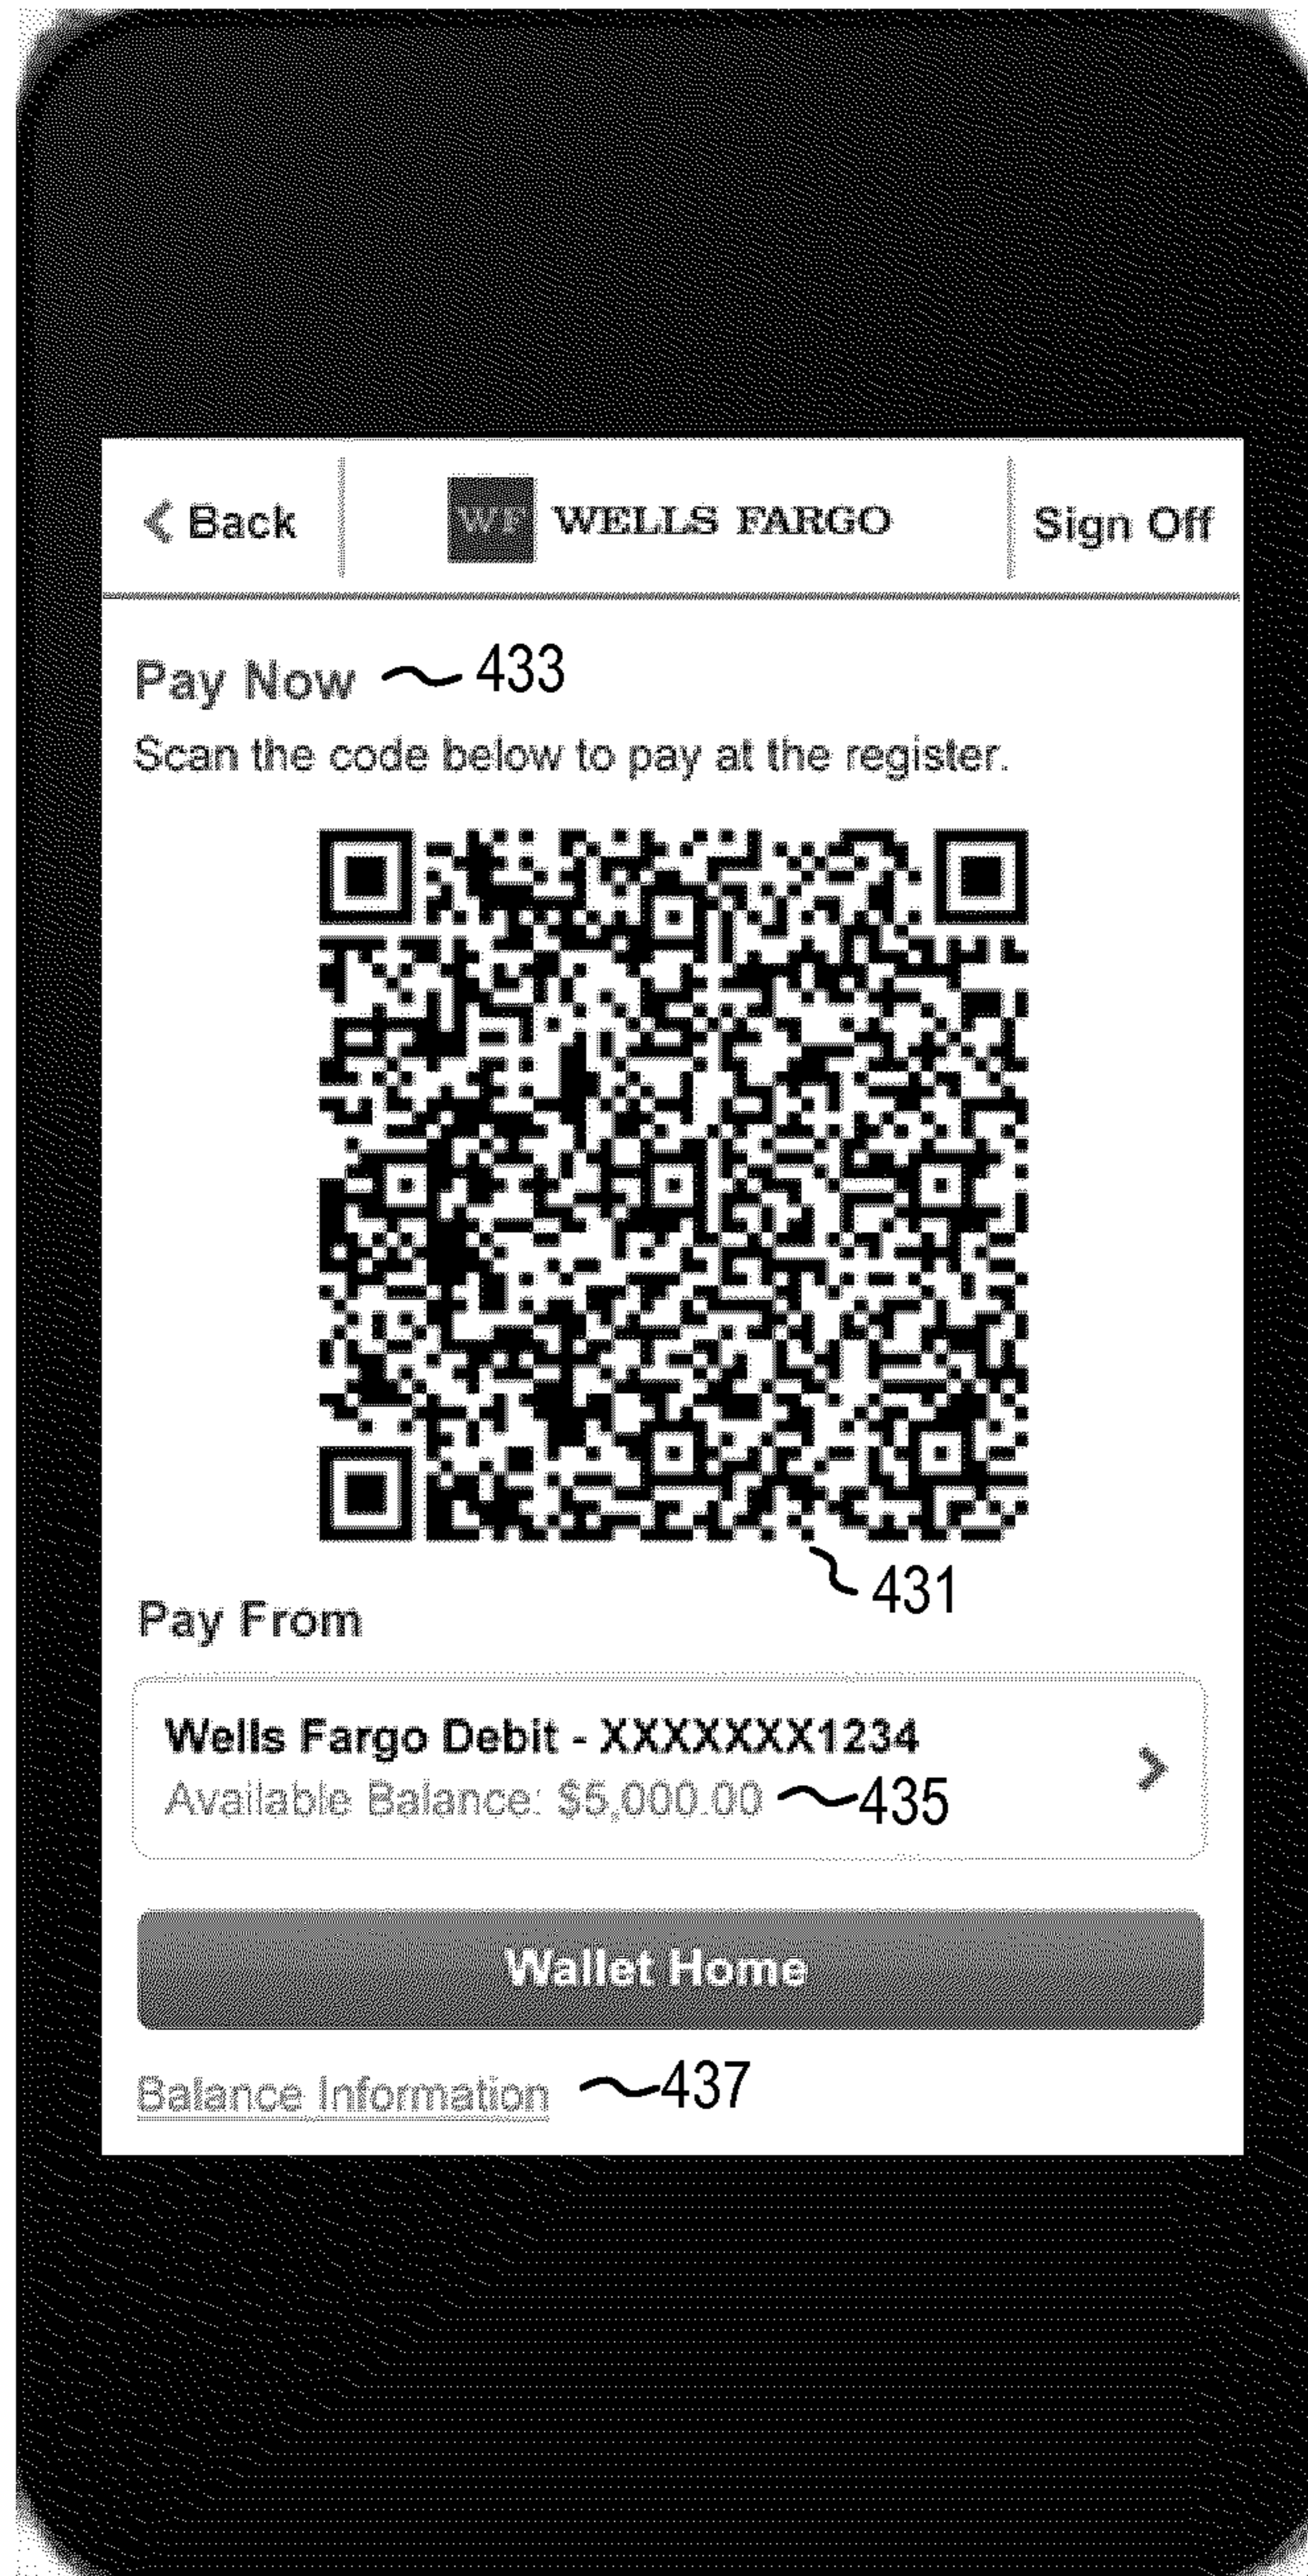 Back
WF WELLS FARGO
Sign Off
Pay Now 433
Scan the code below to pay at the register.
431
Pay From
Wells Fargo Debit - XXXXXXX1234
Available Balance: $5,000.00 435
Wallet Home
Balance Information 437